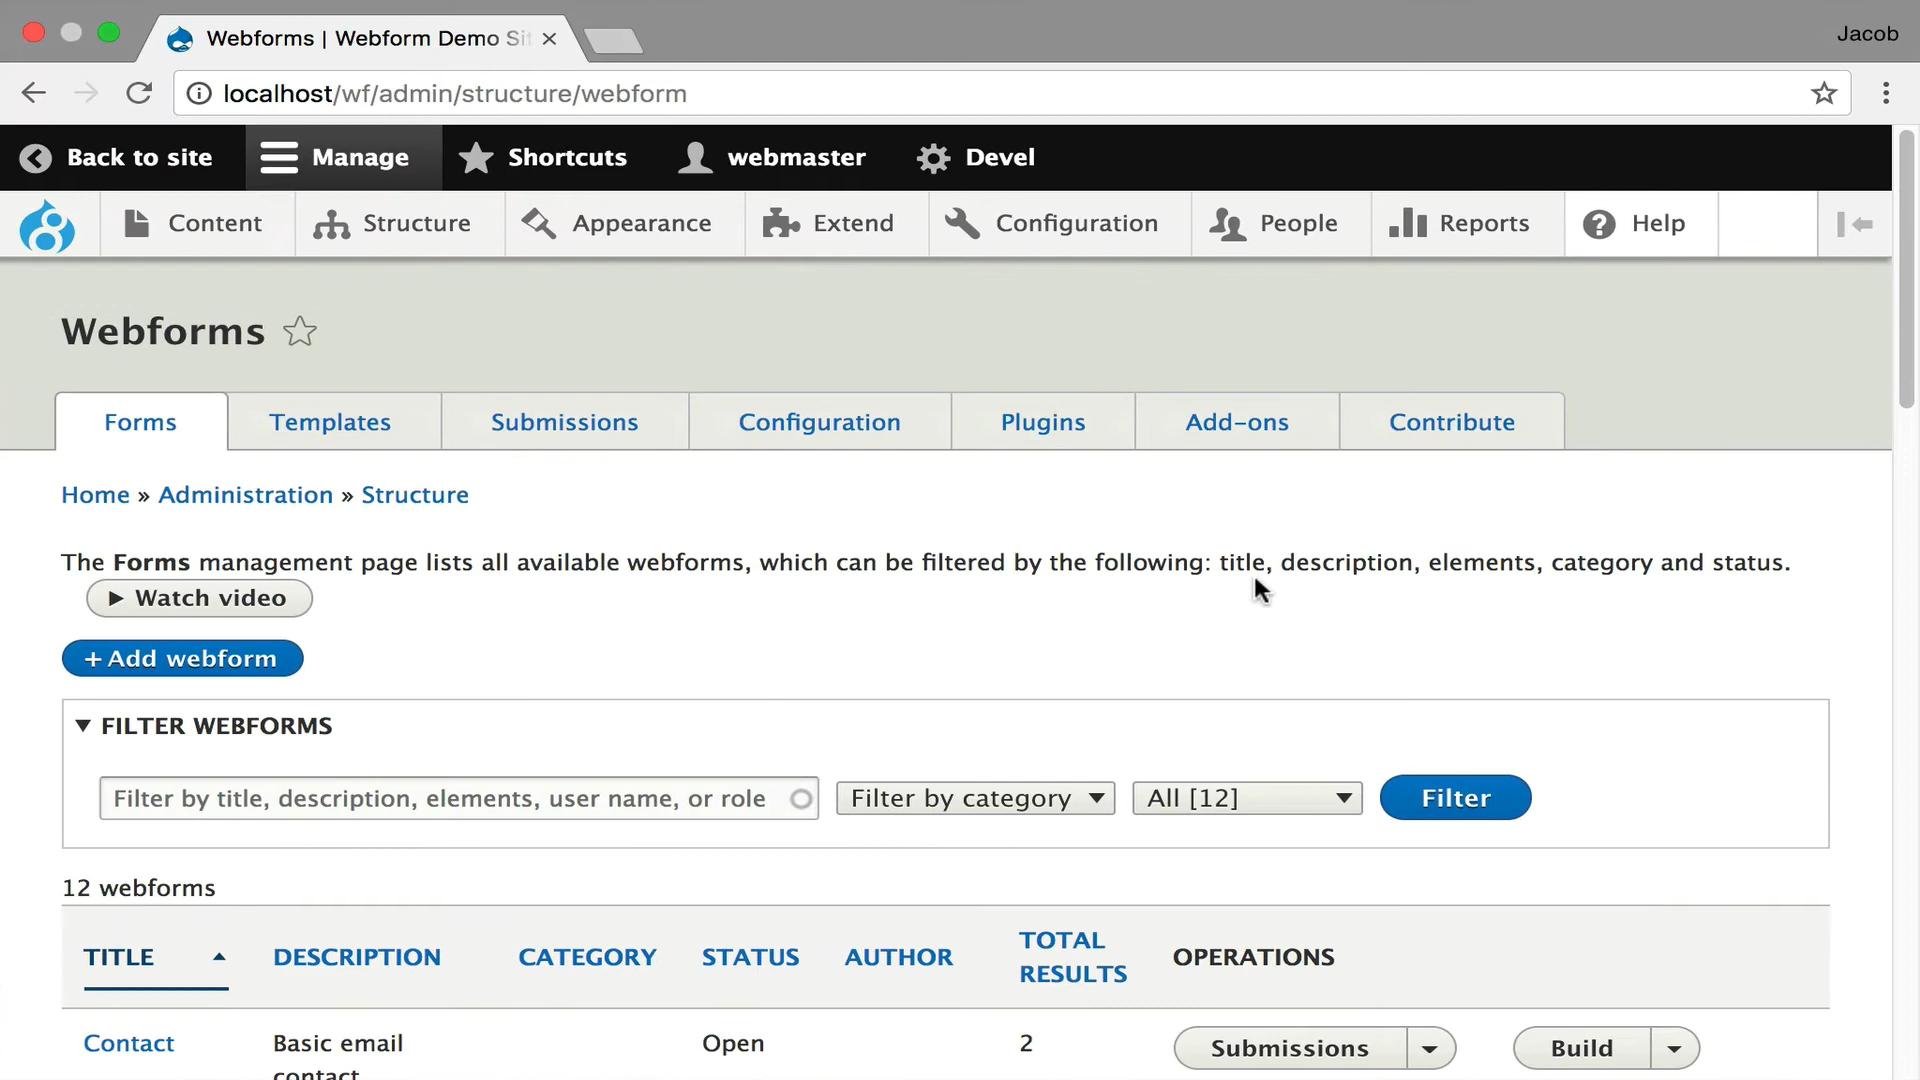 Webforms | Webform Demo Si
Jacob
localhost/wf/admin/structure/webform
Back to site Manage Shortcuts webmaster Devel
Content Structure Appearance Extend Configuration People Reports Help
Webforms
Forms Templates Submissions Configuration Plugins Add-ons Contribute
Home » Administration » Structure
The Forms management page lists all available webforms, which can be filtered by the following: title, description, elements, category and status.
Watch video
+ Add webform
FILTER WEBFORMS
Filter by title, description, elements, user name, or role Filter by category All [12] Filter
12 webforms
TITLE DESCRIPTION CATEGORY STATUS AUTHOR TOTAL RESULTS OPERATIONS
Contact Basic email contact Open 2 Submissions Build